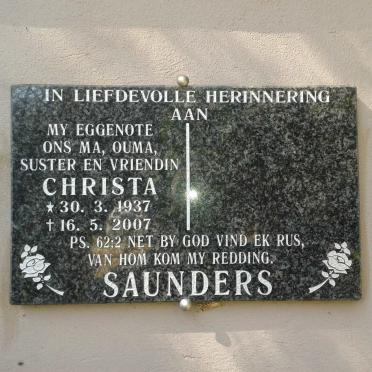 IN LIEFDEVOLLE HERINNERING
AAN
MY EGGENOTE
ONS MA, OUMA,
SUSTER EN VRIENDIN
CHRISTA
★ 30. 3. 1937
† 16. 5. 2007
PS. 62:2 NET BY GOD VIND EK RUS,
VAN HOM KOM MY REDDING.
SAUNDERS